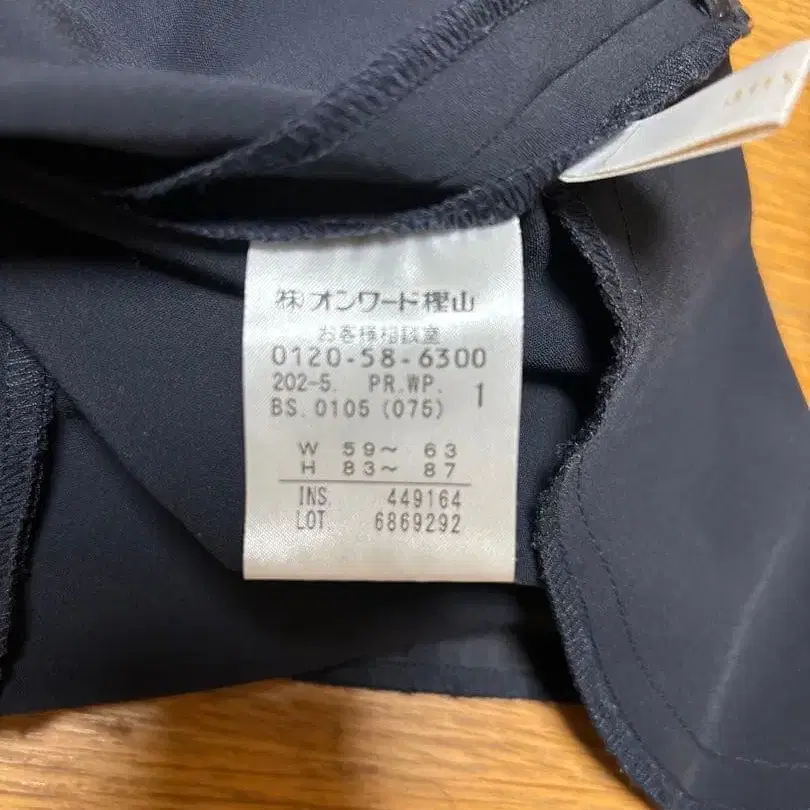 ㈱オンワード樫山
お客様相談室
0120-58-6300
202-5. PR.WP. 1
BS.0105(075)
W 59〜 63
H 83〜 87
INS. 449164
LOT 6869292